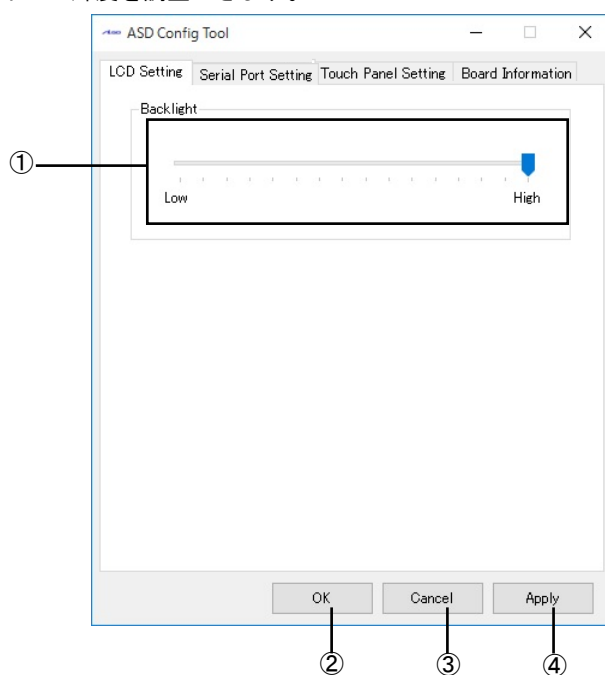 ASD Config Tool
LCD Setting Serial Port Setting Touch Panel Setting Board Information
Backlight
①
Low High
OK Cancel Apply
② ③ ④